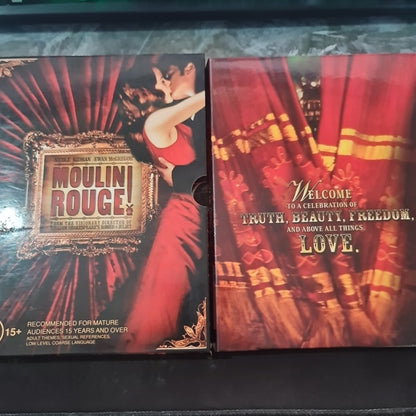 NICOLE KIDMAN EWAN McGREGOR
MOULIN
ROUGE!
FROM THE VISIONARY DIRECTOR OF
15+
RECOMMENDED FOR MATURE
AUDIENCES 15 YEARS AND OVER
ADULT THEMES, SEXUAL REFERENCES,
LOW LEVEL COARSE LANGUAGE
WELCOME
TO A CELEBRATION OF
TRUTH, BEAUTY, FREEDOM,
AND ABOVE ALL THINGS,
LOVE.